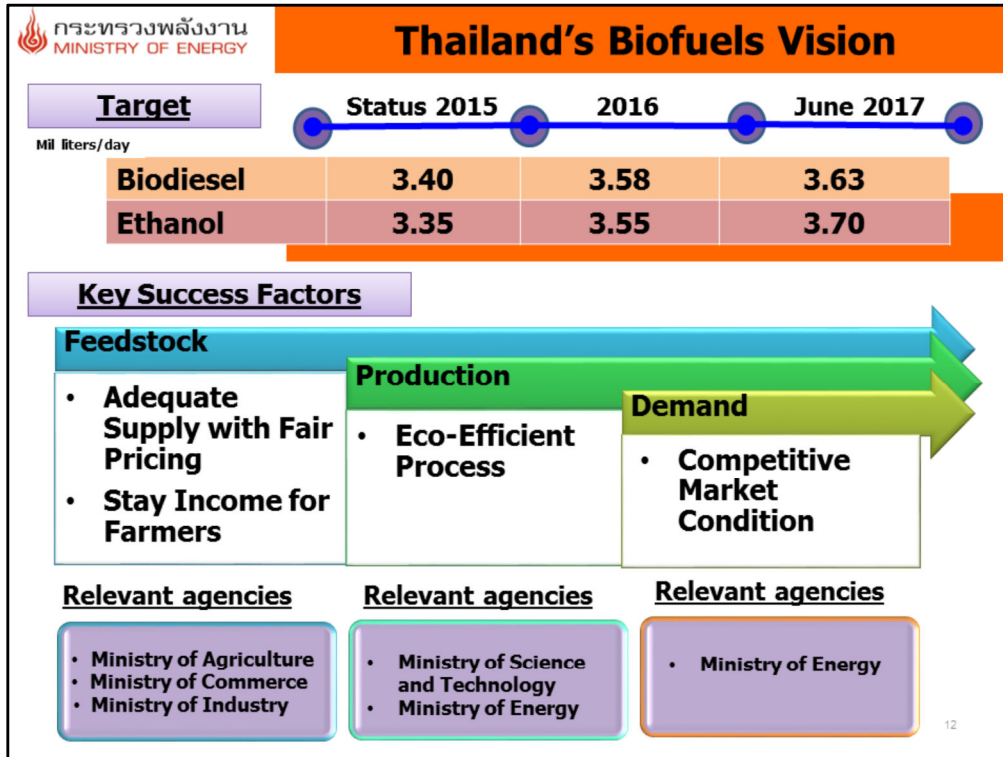 กระทรวงพลังงาน
MINISTRY OF ENERGY
Thailand's Biofuels Vision
Target
Status 2015 2016 June 2017
Mil liters/day
Biodiesel 3.40 3.58 3.63
Ethanol 3.35 3.55 3.70
Key Success Factors
Feedstock
• Adequate
Supply with Fair
Pricing
• Stay Income for
Farmers
Production
• Eco-Efficient
Process
Demand
• Competitive
Market
Condition
Relevant agencies
• Ministry of Agriculture
• Ministry of Commerce
• Ministry of Industry
Relevant agencies
• Ministry of Science
and Technology
• Ministry of Energy
Relevant agencies
• Ministry of Energy
12